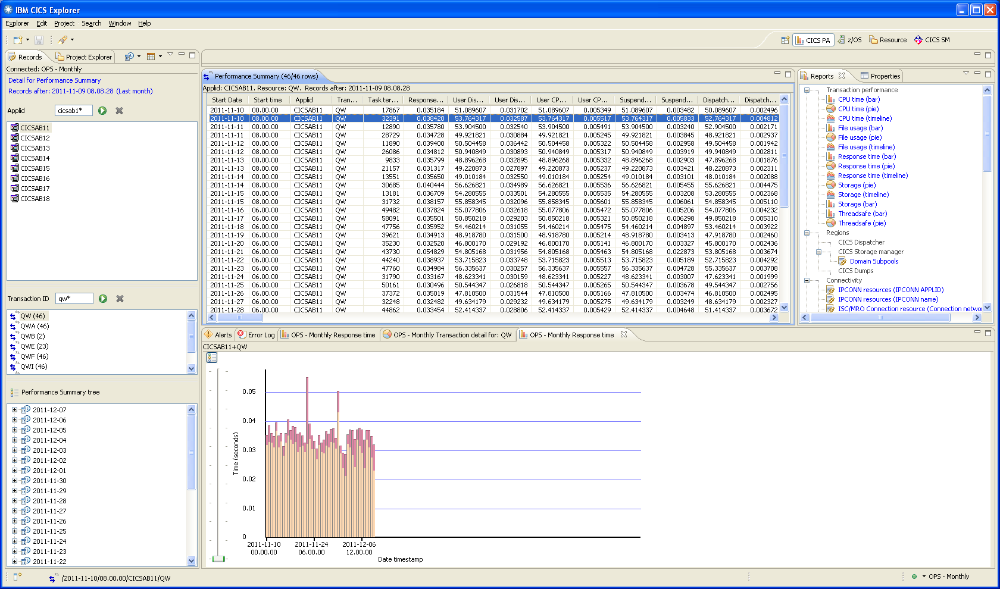 IBM CICS Explorer
Explorer Edit Project Search Window Help
CICS PA z/OS Resource CICS SM
Records Project Explorer
Connected: OPS - Monthly
Detail for Performance Summary
Records after: 2011-11-09 08.08.28 (Last month)
Applid cicsab1*
CICSAB11
CICSAB12
CICSAB13
CICSAB14
CICSAB15
CICSAB16
CICSAB17
CICSAB18
Transaction ID qw*
QW (46)
QWA (46)
QWB (2)
QWE (23)
QWF (46)
QWI (46)
Performance Summary tree
2011-12-07
2011-12-06
2011-12-05
2011-12-04
2011-12-03
2011-12-02
2011-12-01
2011-11-30
2011-11-29
2011-11-28
2011-11-27
2011-11-26
2011-11-25
2011-11-24
2011-11-23
2011-11-22
Performance Summary (46/46 rows)
Applid: CICSAB11. Resource: QW. Records after: 2011-11-09 08.08.28
Start Date Start time Applid Tran... Task ter... Response... User Dis... User Dis... User CP... User CP... Suspend... Suspend... Dispatch... Dispatch...
2011-11-10 00.00.00 CICSAB11 QW 17867 0.035184 51.089607 0.031702 51.089607 0.005349 51.089607 0.003482 50.089607 0.002496
2011-11-10 08.00.00 CICSAB11 QW 32391 0.038420 53.764317 0.032587 53.764317 0.005517 53.764317 0.005833 52.764317 0.004812
2011-11-11 00.00.00 CICSAB11 QW 12890 0.035780 53.904500 0.032540 53.904500 0.005491 53.904500 0.003240 52.904500 0.002171
2011-11-11 08.00.00 CICSAB11 QW 28729 0.034728 49.921821 0.030884 49.921821 0.005245 49.921821 0.003845 48.921821 0.002937
2011-11-12 00.00.00 CICSAB11 QW 11890 0.039400 50.504458 0.036442 50.504458 0.005322 50.504458 0.002958 49.504458 0.001942
2011-11-12 08.00.00 CICSAB11 QW 26086 0.034812 50.940849 0.030893 50.940849 0.005317 50.940849 0.003919 49.940849 0.002811
2011-11-13 00.00.00 CICSAB11 QW 9833 0.035799 48.896268 0.032895 48.896268 0.005332 48.896268 0.002903 47.896268 0.001876
2011-11-13 08.00.00 CICSAB11 QW 21157 0.031317 49.220873 0.027897 49.220873 0.005231 49.220873 0.003421 48.220873 0.002311
2011-11-14 00.00.00 CICSAB11 QW 13551 0.035650 49.010184 0.032550 49.010184 0.005254 49.010184 0.003101 48.010184 0.002088
2011-11-14 08.00.00 CICSAB11 QW 30685 0.040444 56.626821 0.034989 56.626821 0.005536 56.626821 0.005455 55.626821 0.004475
2011-11-15 00.00.00 CICSAB11 QW 13181 0.036709 54.280555 0.033501 54.280555 0.005535 54.280555 0.003208 53.280555 0.002368
2011-11-15 08.00.00 CICSAB11 QW 31732 0.038157 55.858345 0.032096 55.858345 0.005601 55.858345 0.006061 54.858345 0.005110
2011-11-16 06.00.00 CICSAB11 QW 49482 0.037824 55.077806 0.032618 55.077806 0.005472 55.077806 0.005206 54.077806 0.004232
2011-11-17 06.00.00 CICSAB11 QW 58091 0.035501 50.850218 0.029203 50.850218 0.005321 50.850218 0.006298 49.850218 0.005310
2011-11-18 06.00.00 CICSAB11 QW 47756 0.035952 54.460214 0.031055 54.460214 0.005475 54.460214 0.004897 53.460214 0.003922
2011-11-19 06.00.00 CICSAB11 QW 39621 0.034913 48.918780 0.031500 48.918780 0.005214 48.918780 0.003413 47.918780 0.002460
2011-11-20 06.00.00 CICSAB11 QW 35230 0.032520 46.800170 0.029192 46.800170 0.005141 46.800170 0.003327 45.800170 0.002436
2011-11-21 06.00.00 CICSAB11 QW 43730 0.054829 54.805168 0.031956 54.805168 0.005463 54.805168 0.022873 53.805168 0.003674
2011-11-22 06.00.00 CICSAB11 QW 44240 0.038937 53.715823 0.033748 53.715823 0.005513 53.715823 0.005189 52.715823 0.004292
2011-11-23 06.00.00 CICSAB11 QW 47760 0.034984 56.335637 0.030257 56.335637 0.005533 56.335637 0.004728 55.335637 0.003708
2011-11-24 06.00.00 CICSAB11 QW 31790 0.033167 48.623341 0.030159 48.623341 0.005227 48.623341 0.003007 47.623341 0.001999
2011-11-25 06.00.00 CICSAB11 QW 50161 0.030496 50.544347 0.026818 50.544347 0.005265 50.544347 0.003678 49.544347 0.002756
2011-11-26 06.00.00 CICSAB11 QW 37372 0.035019 47.810500 0.031544 47.810500 0.005166 47.810500 0.003474 46.810500 0.002495
2011-11-27 06.00.00 CICSAB11 QW 32248 0.032482 49.634179 0.029232 49.634179 0.005231 49.634179 0.003249 48.634179 0.002327
2011-11-28 06.00.00 CICSAB11 QW 44862 0.033454 52.414337 0.028806 52.414337 0.005429 52.414337 0.004648 51.414337 0.003672
Reports Properties
Transaction performance
CPU time (bar)
CPU time (pie)
CPU time (timeline)
File usage (bar)
File usage (pie)
File usage (timeline)
Response time (bar)
Response time (pie)
Response time (timeline)
Storage (pie)
Storage (timeline)
Storage (bar)
Threadsafe (bar)
Threadsafe (pie)
Regions
CICS Dispatcher
CICS Storage manager
Domain Subpools
CICS Dumps
Connectivity
IPCONN resources (IPCONN APPLID)
IPCONN resources (IPCONN name)
ISC/MRO Connection resource (Connection networ
Alerts Error Log OPS - Monthly Response time OPS - Monthly Transaction detail for: QW OPS - Monthly Response time
CICSAB11+QW
Time (seconds)
0.05
0.04
0.03
0.02
0.01
0
2011-11-10 2011-11-24 2011-12-06
00.00.00 06.00.00 12.00.00
Date timestamp
/2011-11-10/08.00.00/CICSAB11/QW
OPS - Monthly